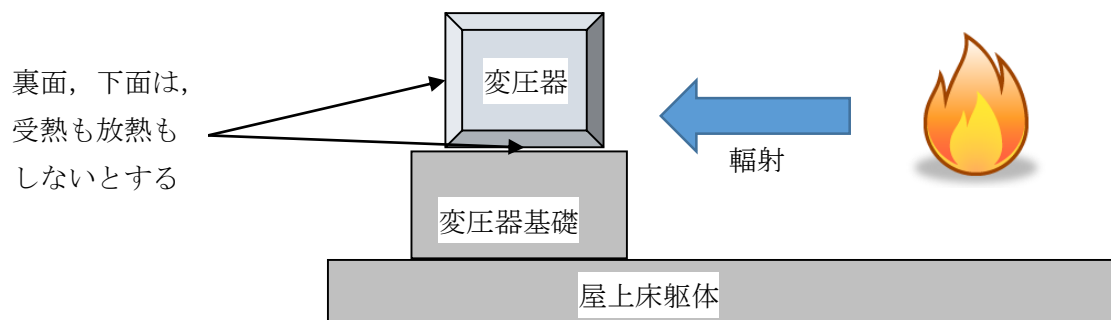 変圧器
裏面，下面は，
受熱も放熱も
しないとする
輻射
変圧器基礎
屋上床躯体